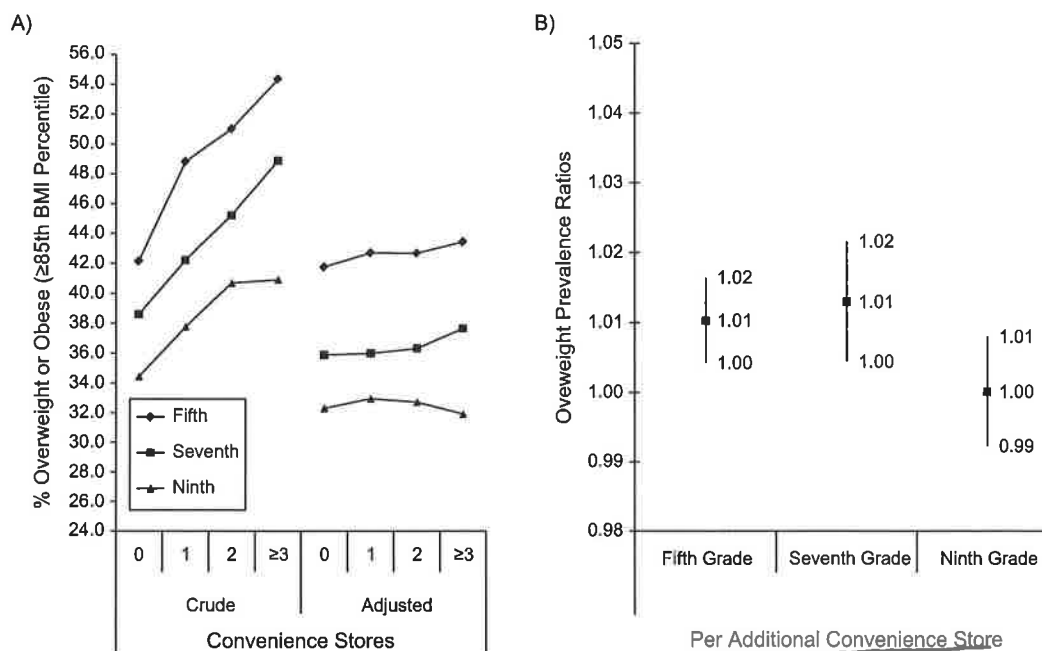 A)
% Overweight or Obese (≥85th BMI Percentile)
56.0
54.0
52.0
50.0
48.0
46.0
44.0
42.0
40.0
38.0
36.0
34.0
32.0
30.0
28.0
26.0
24.0
Fifth
Seventh
Ninth
0 1 2 ≥3 0 1 2 ≥3
Crude Adjusted
Convenience Stores
B)
Oveweight Prevalence Ratios
1.05
1.04
1.03
1.02
1.01
1.00
0.99
0.98
1.02
1.01
1.00
1.02
1.01
1.00
1.01
1.00
0.99
Fifth Grade Seventh Grade Ninth Grade
Per Additional Convenience Store